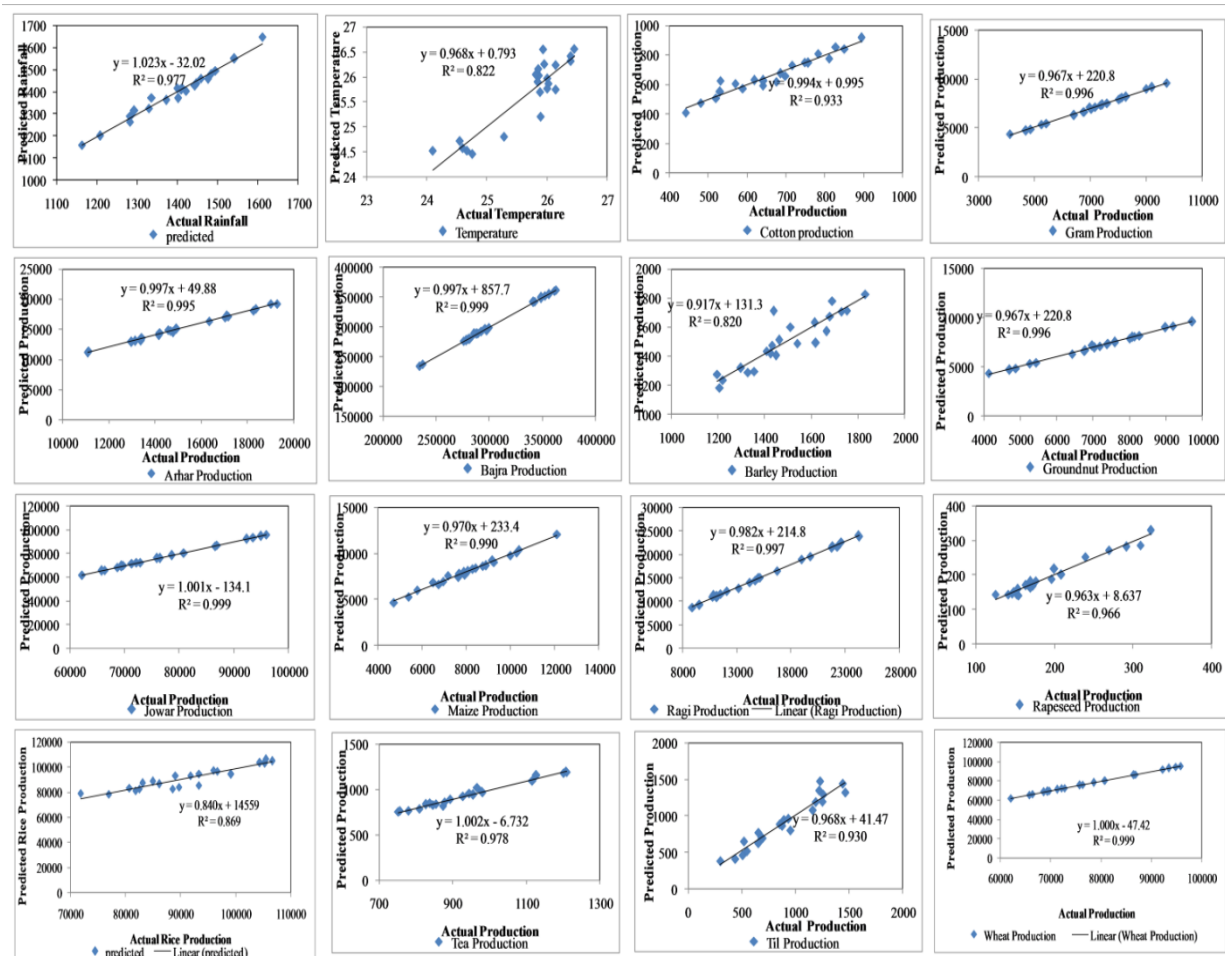 Predicted Rainfall
1700
1600
1500
1400
1300
1200
1100
y = 1.023x - 32.02
R² = 0.977
1100 1200 1300 1400 1500 1600 1700
Actual Rainfall
predicted
Predicted Temperature
27
26.5
26
25.5
25
24.5
24
y = 0.968x + 0.793
R² = 0.822
23 24 25 26 27
Actual Temperature
Temperature
Predicted Production
1000
800
600
400
200
0
y = 0.994x + 0.995
R² = 0.933
400 500 600 700 800 900 1000
Actual Production
Cotton production
Predicted Production
15000
10000
5000
0
y = 0.967x + 220.8
R² = 0.996
3000 5000 7000 9000 11000
Actual Production
Gram Production
Predicted Production
25000
20000
15000
10000
5000
0
y = 0.997x + 49.88
R² = 0.995
10000 12000 14000 16000 18000 20000
Actual Production
Arhar Production
Predicted Production
400000
350000
300000
250000
200000
150000
y = 0.997x + 857.7
R² = 0.999
200000 250000 300000 350000 400000
Actual Production
Bajra Production
Predicted Production
2000
1800
1600
1400
1200
1000
y = 0.917x + 131.3
R² = 0.820
1000 1200 1400 1600 1800 2000
Actual Production
Barley Production
Predicted Production
15000
10000
5000
0
y = 0.967x + 220.8
R² = 0.996
4000 5000 6000 7000 8000 9000 10000
Actual Production
Groundnut Production
Predicted Production
120000
100000
80000
60000
40000
20000
0
y = 1.001x - 134.1
R² = 0.999
60000 70000 80000 90000 100000
Actual Production
Jowar Production
Predicted Production
15000
10000
5000
0
y = 0.970x + 233.4
R² = 0.990
4000 6000 8000 10000 12000 14000
Actual Production
Maize Production
Predicted Production
30000
25000
20000
15000
10000
5000
0
y = 0.982x + 214.8
R² = 0.997
8000 13000 18000 23000 28000
Actual Production
Ragi Production Linear (Ragi Production)
Predicted Production
400
300
200
100
0
y = 0.963x + 8.637
R² = 0.966
100 200 300 400
Actual Production
Rapeseed Production
Predicted Rice Production
120000
100000
80000
60000
40000
20000
0
y = 0.840x + 14559
R² = 0.869
70000 80000 90000 100000 110000
Actual Rice Production
predicted Linear (predicted)
Predicted Production
1500
1000
500
0
y = 1.002x - 6.732
R² = 0.978
700 900 1100 1300
Actual Production
Tea Production
Predicted Production
2000
1500
1000
500
0
y = 0.968x + 41.47
R² = 0.930
0 500 1000 1500 2000
Actual Production
Til Production
Predicted Production
120000
100000
80000
60000
40000
20000
0
y = 1.000x - 47.42
R² = 0.999
60000 70000 80000 90000 100000
Actual Production
Wheat Production Linear (Wheat Production)